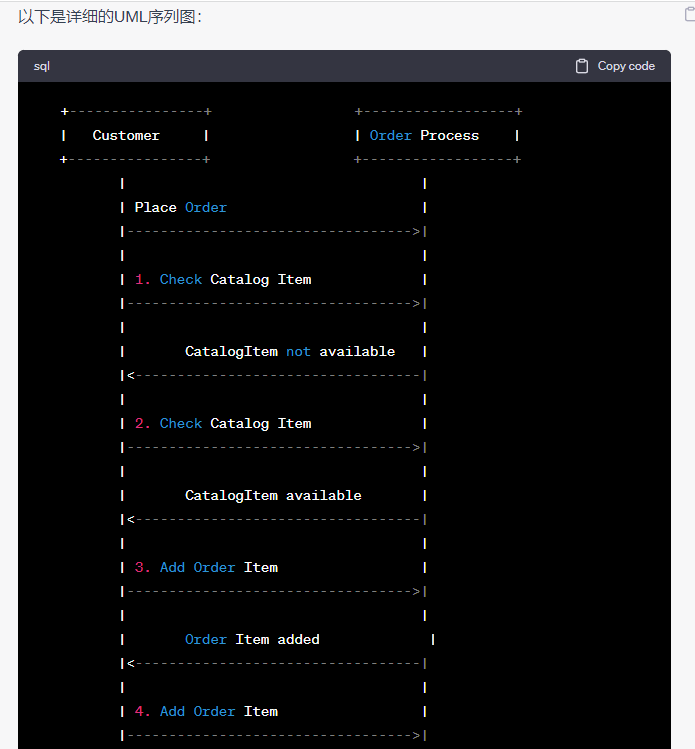 以下是详细的UML序列图:
sql
Copy code
+----------------+                 +------------------+
|   Customer     |                 | Order Process    |
+----------------+                 +------------------+
       |                                   |
       | Place Order                       |
       |---------------------------------->|
       |                                   |
       | 1. Check Catalog Item             |
       |---------------------------------->|
       |                                   |
       |       CatalogItem not available   |
       |<----------------------------------|
       |                                   |
       | 2. Check Catalog Item             |
       |---------------------------------->|
       |                                   |
       |       CatalogItem available       |
       |<----------------------------------|
       |                                   |
       | 3. Add Order Item                 |
       |---------------------------------->|
       |                                   |
       |       Order Item added             |
       |<----------------------------------|
       |                                   |
       | 4. Add Order Item                 |
       |---------------------------------->|